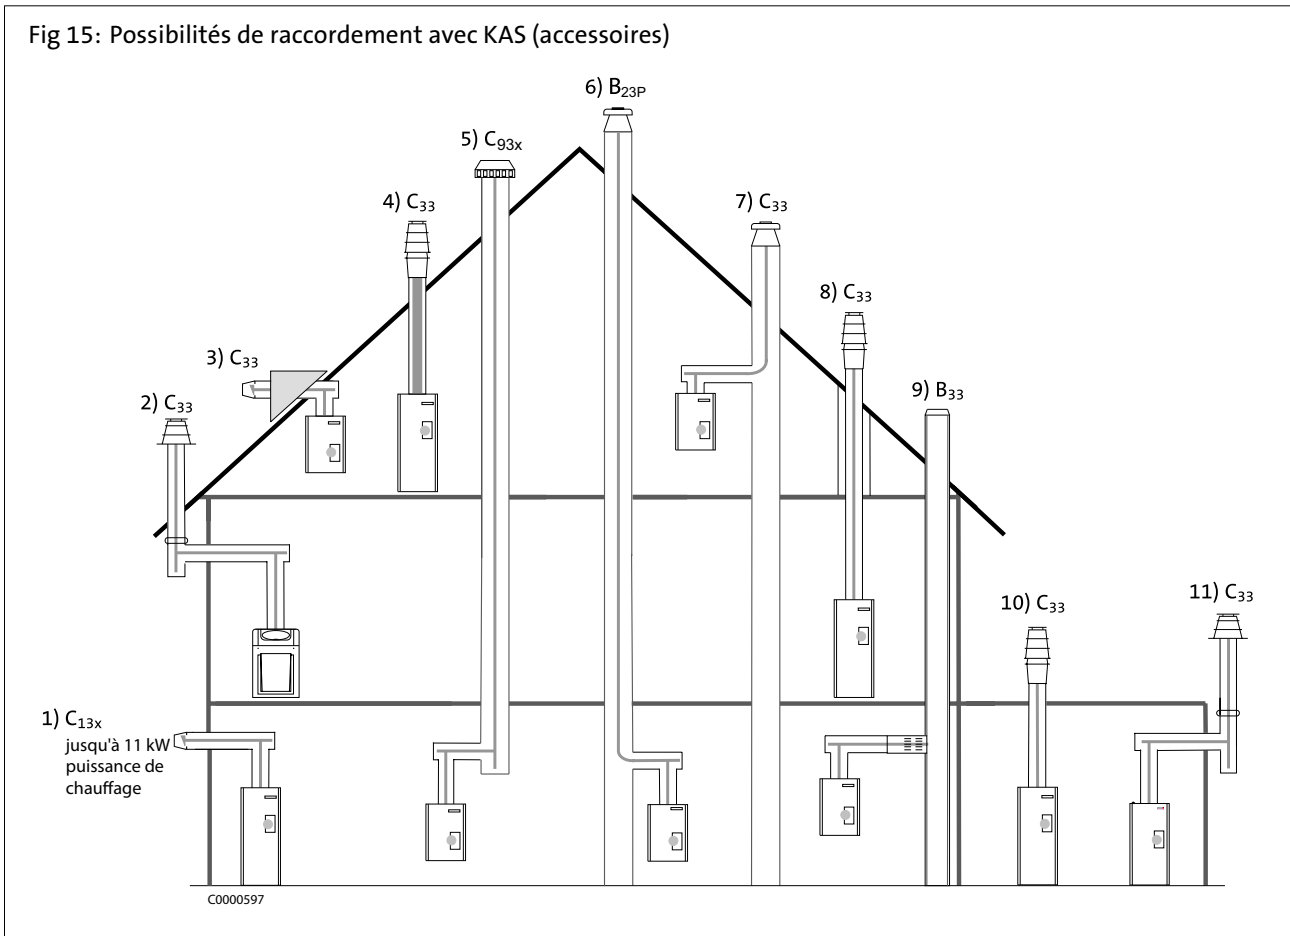 Fig 15: Possibilités de raccordement avec KAS (accessoires)
6) B23P
5) C93x
4) C33
7) C33
8) C33
3) C33
9) B33
2) C33
11) C33
10) C33
1) C13x
jusqu'à 11 kW
puissance de
chauffage
C0000597